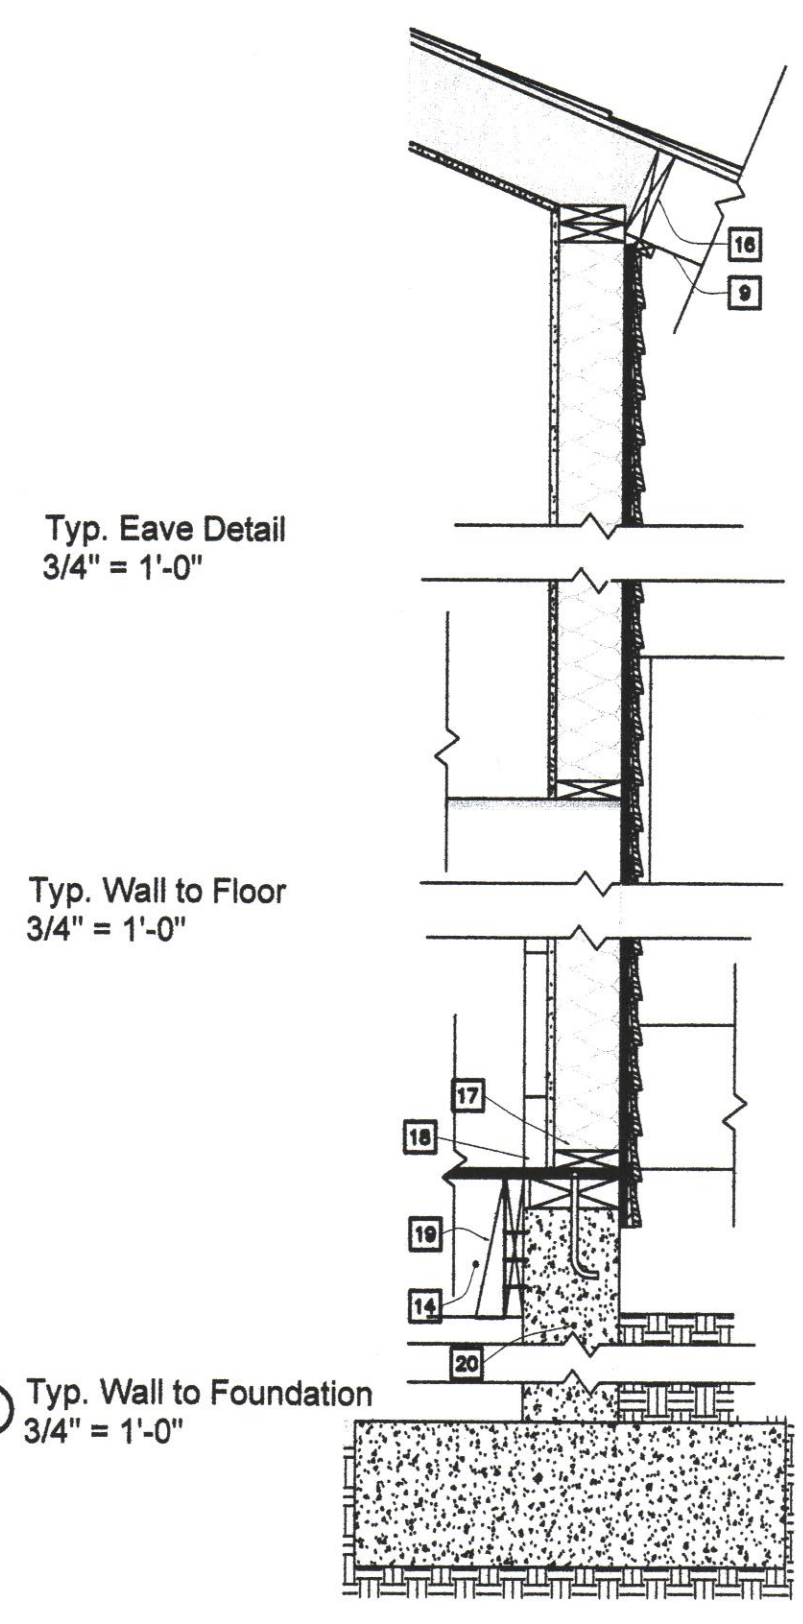 16
9
Typ. Eave Detail
3/4" = 1'-0"
Typ. Wall to Floor
3/4" = 1'-0"
17
18
19
14
20
Typ. Wall to Foundation
3/4" = 1'-0"